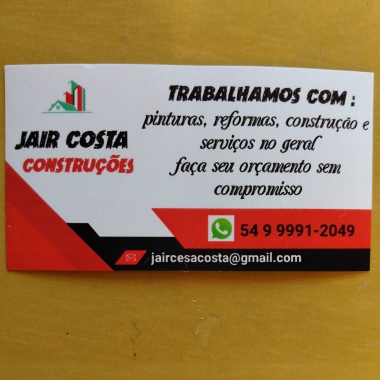 JAIR COSTA
CONSTRUÇÕES
TRABALHAMOS COM:
pinturas, reformas, construção e
serviços no geral
faça seu orçamento sem
compromisso
54 9 9991-2049
jaircesacosta@gmail.com